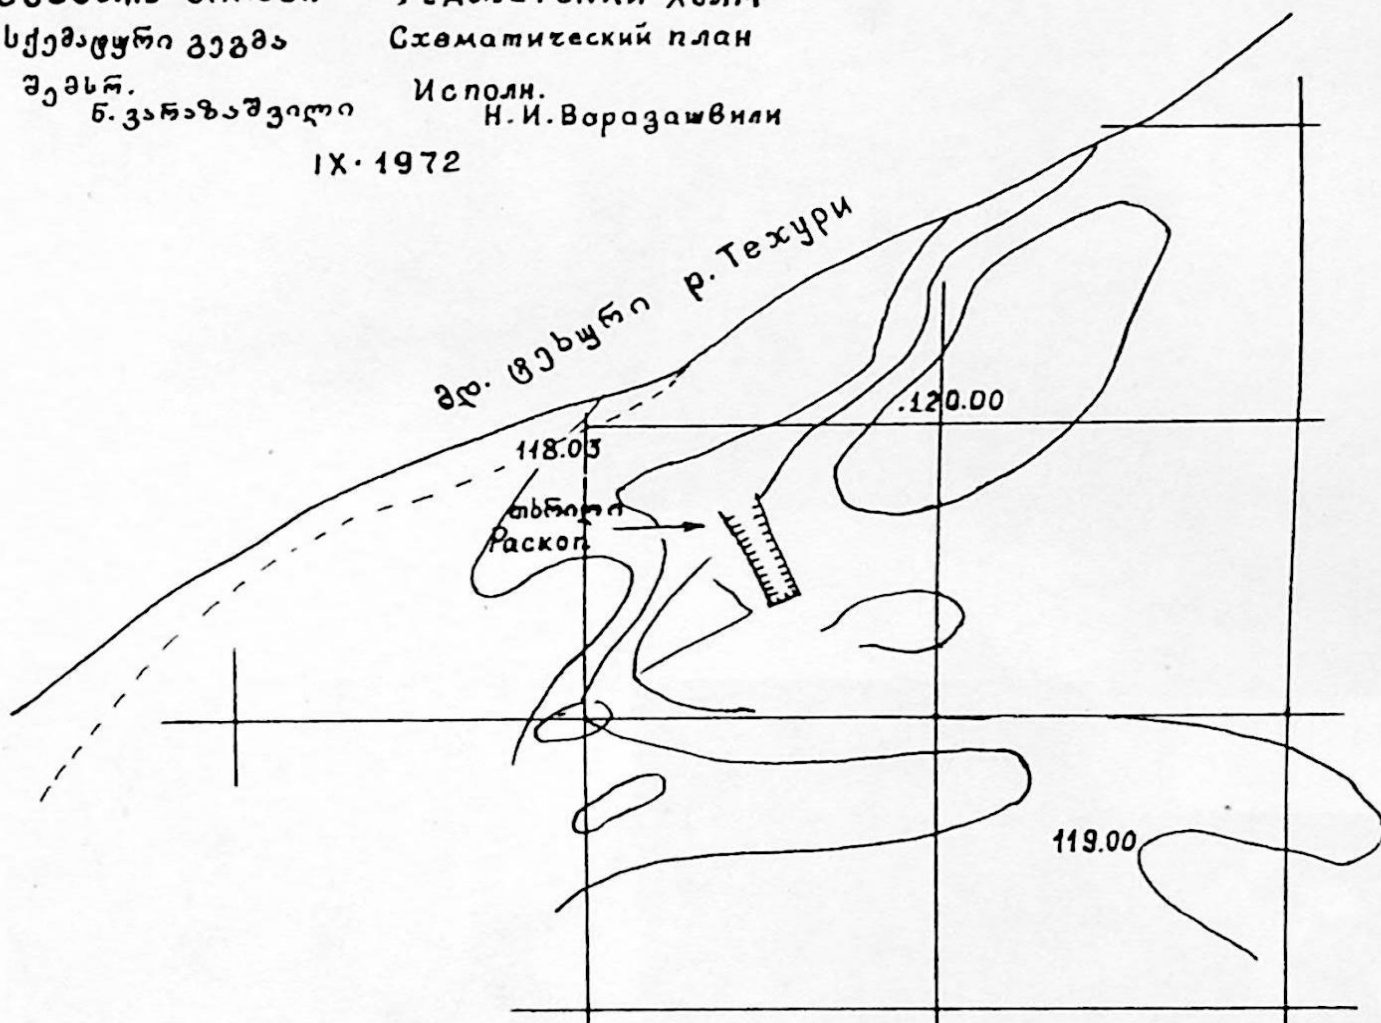 სქემატური გეგმა
Схематический план
შემსრ.
ნ. ვარაზაშვილი
Исполн.
Н.И.Варазашвили
IX·1972
მდ. ტეხური р. Техури
.120.00
118.03
თხრილი
Раскоп.
119.00